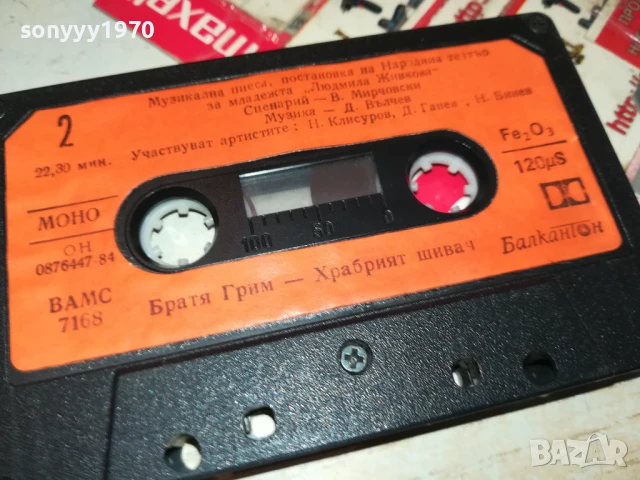 sonyyy1970
maxell
Музикална пиеса, постановка на Народния театър
за младежта „Людмила Живкова"
Сценарий — В. Мирчовски
Музика — Д. Вълчев
Участвуват артистите: Н. Клисуров, Д. Ганев, Н.
2
22,30 мин.
МОНО
ОН
0876447-84
ВАМС
7168
Fe₂O₃
120µS
Балкантон
100 50 0
Братя Грим — Храбрият шивач
BAZAR